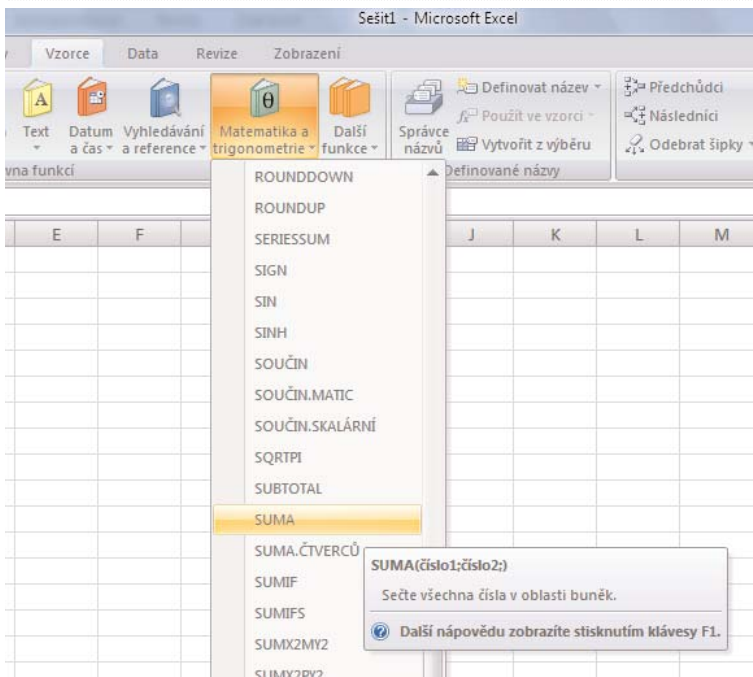 Sešit1 - Microsoft Excel
Vzorce Data Revize Zobrazení
Text Datum a čas Vyhledávání a reference Matematika a trigonometrie Další funkce
Správce názvů
Definovat název
Použít ve vzorci
Vytvořit z výběru
Předchůdci
Následníci
Odebrat šipky
vna funkcí
Definované názvy
E F J K L M
ROUNDDOWN
ROUNDUP
SERIESSUM
SIGN
SIN
SINH
SOUČIN
SOUČIN.MATIC
SOUČIN.SKALÁRNÍ
SQRTPI
SUBTOTAL
SUMA
SUMA.ČTVERCŮ
SUMIF
SUMIFS
SUMX2MY2
SUMX2PY2
SUMA(číslo1;číslo2;)
Sečte všechna čísla v oblasti buněk.
Další nápovědu zobrazíte stisknutím klávesy F1.